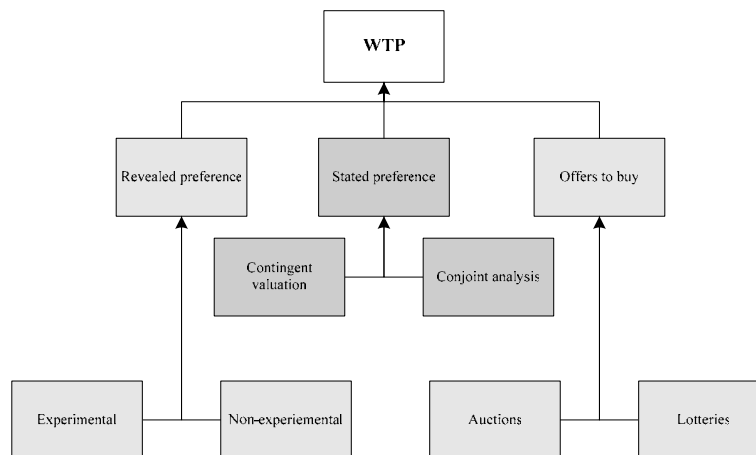 WTP
Revealed preference
Stated preference
Offers to buy
Contingent
valuation
Conjoint analysis
Experimental
Non-experiemental
Auctions
Lotteries